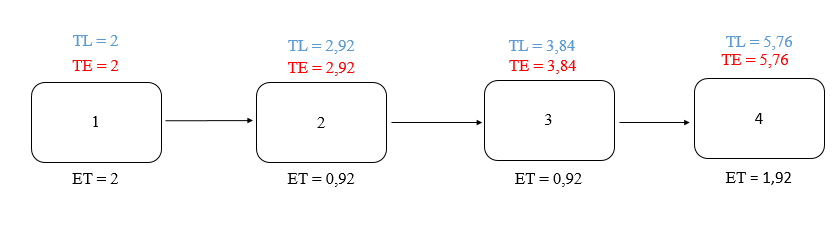 TL = 2
TE = 2
1
ET = 2
TL = 2,92
TE = 2,92
2
ET = 0,92
TL = 3,84
TE = 3,84
3
ET = 0,92
TL = 5,76
TE = 5,76
4
ET = 1,92